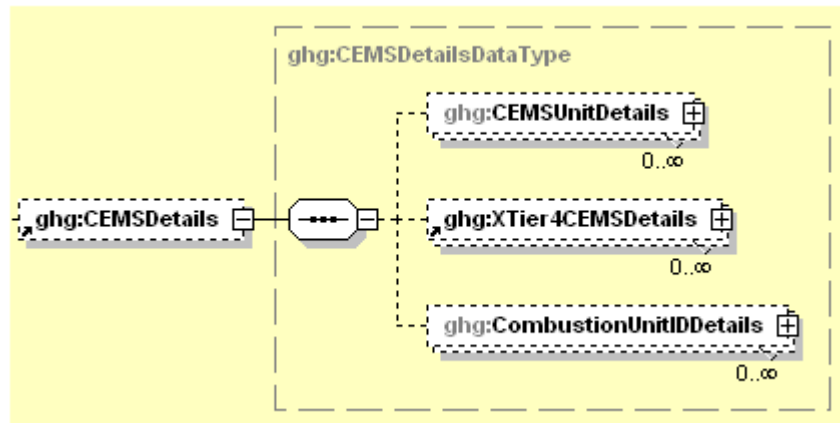 ghg:CEMSDetailsDataType
ghg:CEMSUnitDetails
0..∞
ghg:CEMSDetails
ghg:XTier4CEMSDetails
0..∞
ghg:CombustionUnitIDDetails
0..∞